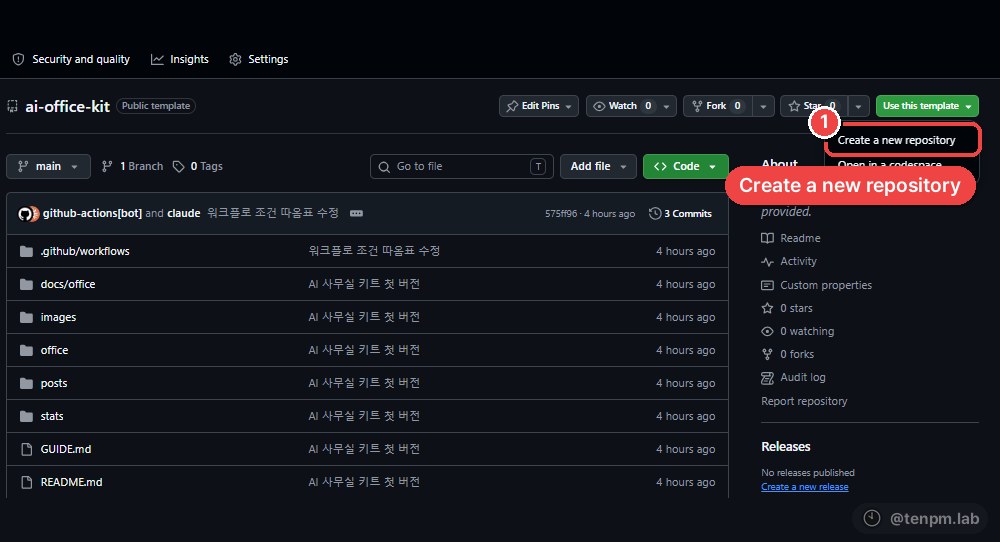 Security and quality Insights Settings
ai-office-kit Public template Edit Pins Watch 0 Fork 0 Star 0 Use this template
1
Create a new repository
main 1 Branch 0 Tags Go to file T Add file Code About
Open in a codespace
Create a new repository
github-actions[bot] and claude 워크플로 조건 따옴표 수정 575ff96 · 4 hours ago 3 Commits
provided.
.github/workflows 워크플로 조건 따옴표 수정 4 hours ago
docs/office AI 사무실 키트 첫 버전 4 hours ago
images AI 사무실 키트 첫 버전 4 hours ago
office AI 사무실 키트 첫 버전 4 hours ago
posts AI 사무실 키트 첫 버전 4 hours ago
stats AI 사무실 키트 첫 버전 4 hours ago
GUIDE.md AI 사무실 키트 첫 버전 4 hours ago
README.md AI 사무실 키트 첫 버전 4 hours ago
Readme
Activity
Custom properties
0 stars
0 watching
0 forks
Audit log
Report repository
Releases
No releases published
Create a new release
@tenpm.lab